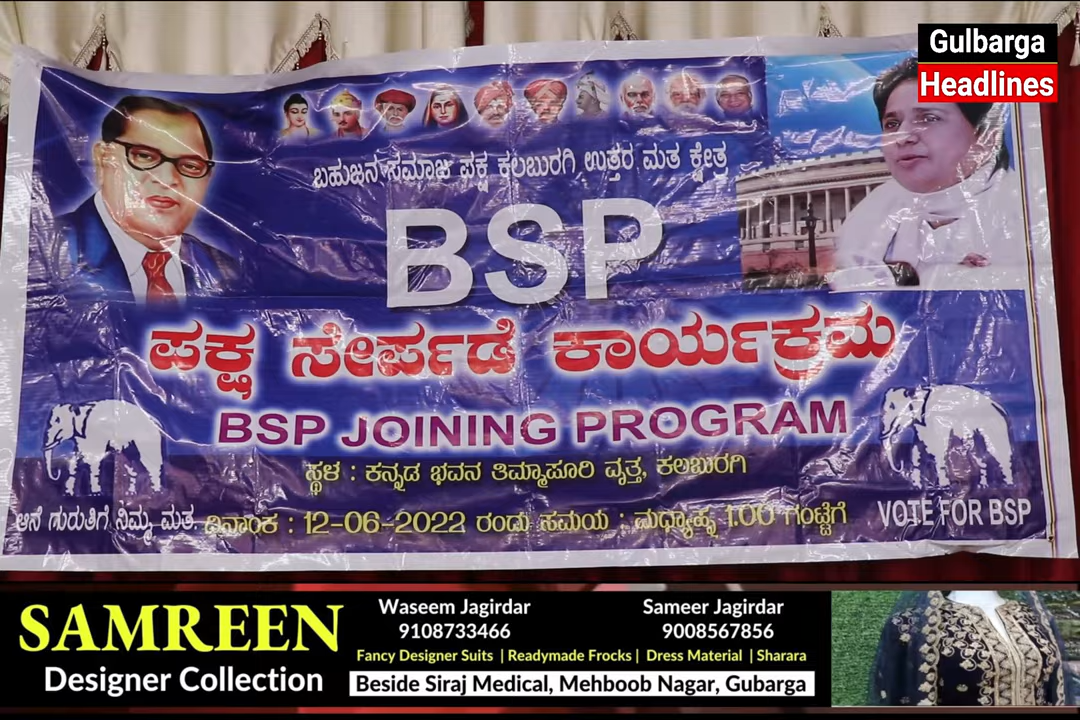 Gulbarga
Headlines
ಬಹುಜನ ಸಮಾಜ ಪಕ್ಷ ಕಲಬುರಗಿ ಉತ್ತರ ಮತ ಕ್ಷೇತ್ರ
BSP
ಪಕ್ಷ ಸೇರ್ಪಡೆ ಕಾರ್ಯಕ್ರಮ
BSP JOINING PROGRAM
ಸ್ಥಳ : ಕನ್ನಡ ಭವನ ತಿಮ್ಮಾಪೂರಿ ವೃತ್ತ, ಕಲಬುರಗಿ
ಆನೆ ಗುರುತಿಗೆ ನಿಮ್ಮ ಮತ.
ದಿನಾಂಕ : 12-06-2022 ರಂದು ಸಮಯ : ಮಧ್ಯಾಹ್ನ 1.00 ಗಂಟೆಗೆ
VOTE FOR BSP
SAMREEN
Designer Collection
Waseem Jagirdar
9108733466
Sameer Jagirdar
9008567856
Fancy Designer Suits | Readymade Frocks | Dress Material | Sharara
Beside Siraj Medical, Mehboob Nagar, Gubarga